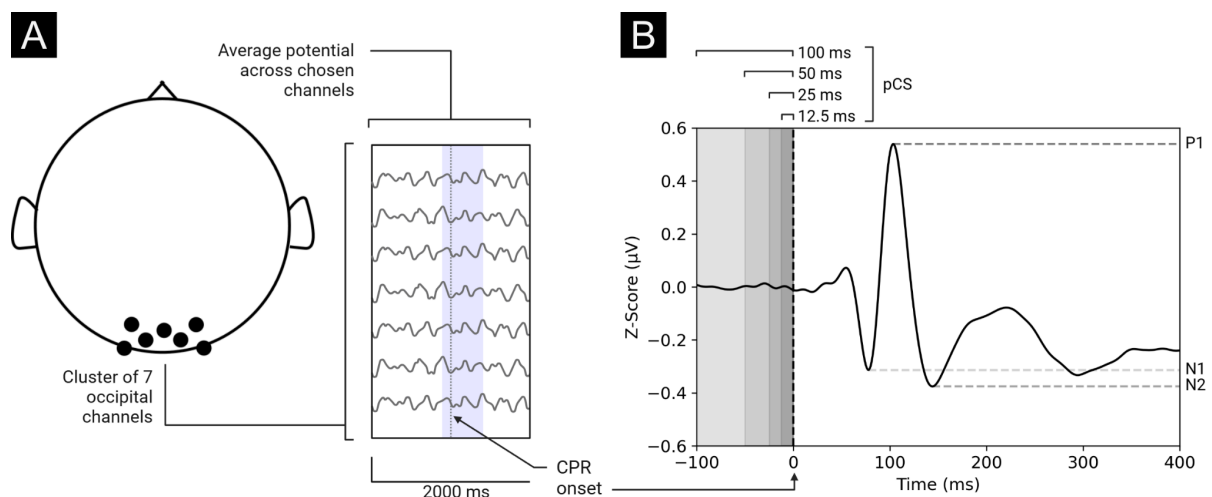 A
Average potential
across chosen
channels
Cluster of 7
occipital
channels
2000 ms
CPR
onset
B
100 ms
50 ms
25 ms
12.5 ms
pCS
0.6
0.4
0.2
0.0
−0.2
−0.4
−0.6
Z-Score (μV)
P1
N1
N2
−100
0
100
200
300
400
Time (ms)